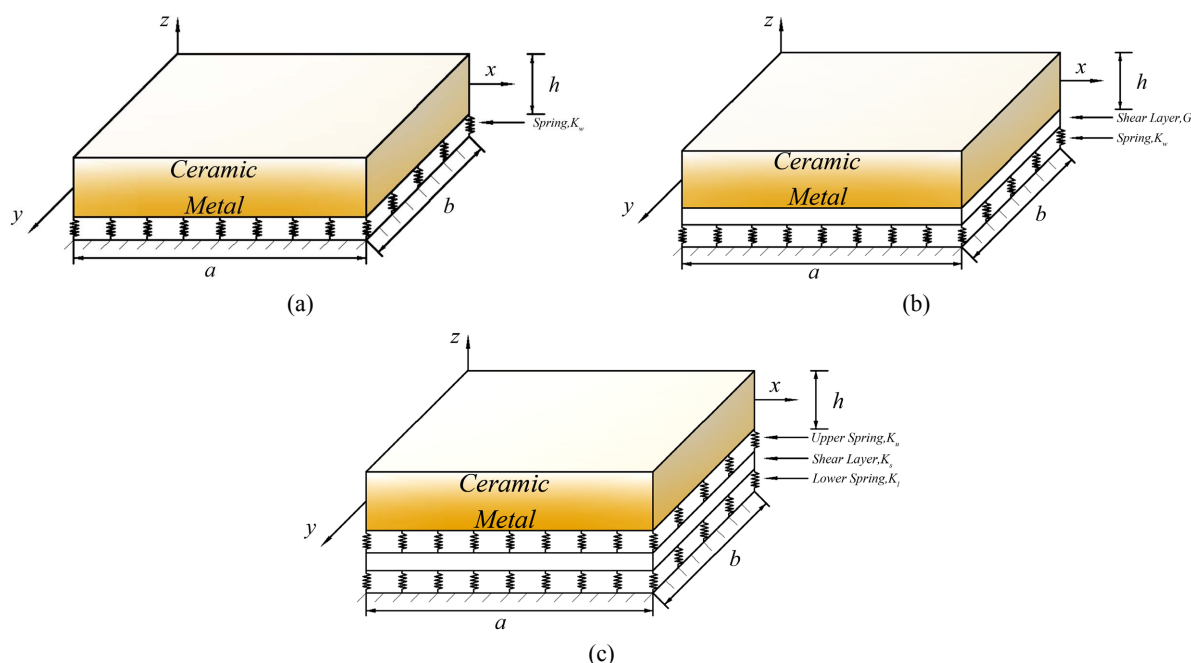 z
x
h
Spring,K_w
Ceramic
Metal
y
b
a
(a)
z
x
h
Shear Layer,G
Spring,K_w
Ceramic
Metal
y
b
a
(b)
z
x
h
Upper Spring,K_u
Shear Layer,K_s
Lower Spring,K_l
Ceramic
Metal
y
b
a
(c)